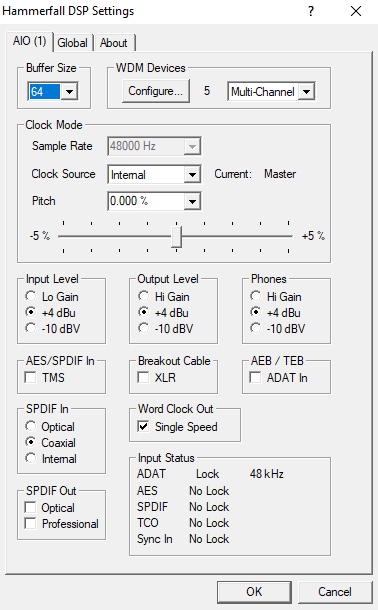 Hammerfall DSP Settings
AIO (1) Global About
Buffer Size WDM Devices
64 Configure... 5 Multi-Channel
Clock Mode
Sample Rate 48000 Hz
Clock Source Internal Current: Master
Pitch 0.000 %
-5 % +5 %
Input Level Output Level Phones
Lo Gain Hi Gain Hi Gain
+4 dBu +4 dBu +4 dBu
-10 dBV -10 dBV -10 dBV
AES/SPDIF In Breakout Cable AEB / TEB
TMS XLR ADAT In
SPDIF In Word Clock Out
Optical Single Speed
Coaxial
Internal
Input Status
ADAT Lock 48 kHz
AES No Lock
SPDIF No Lock
TCO No Lock
Sync In No Lock
SPDIF Out
Optical
Professional
OK Cancel